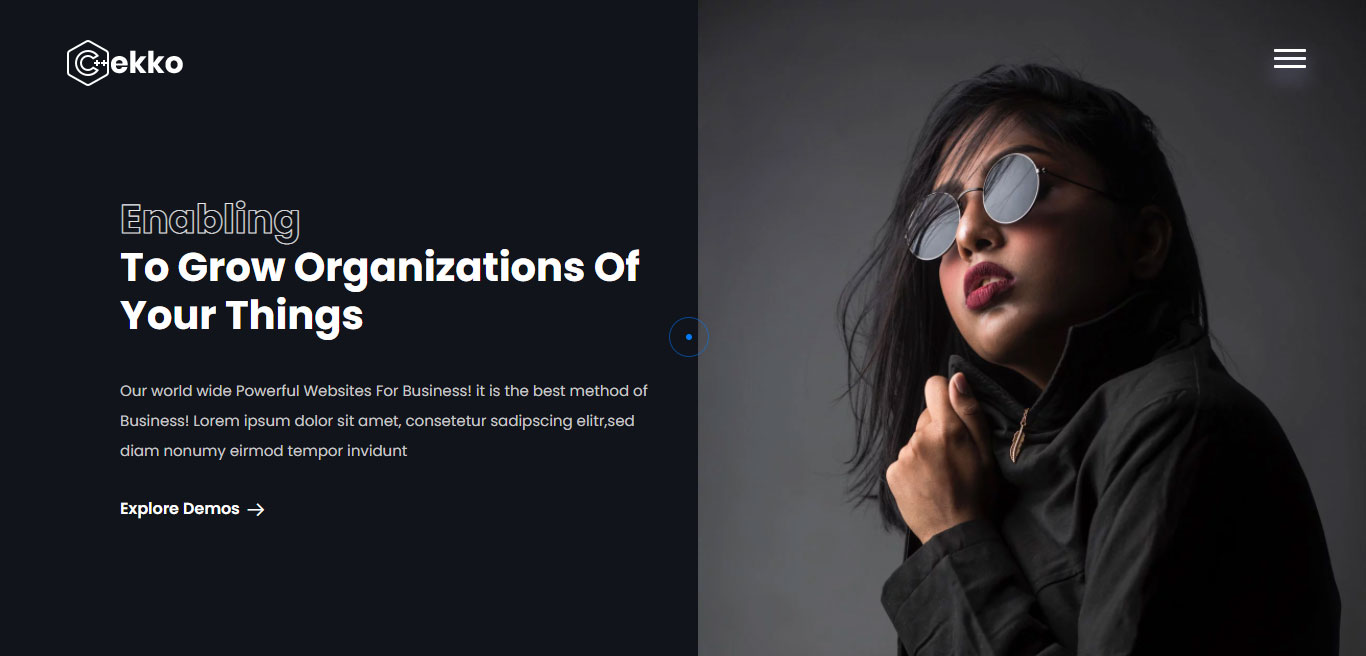 C+ekko
Enabling
To Grow Organizations Of
Your Things
Our world wide Powerful Websites For Business! it is the best method of
Business! Lorem ipsum dolor sit amet, consetetur sadipscing elitr,sed
diam nonumy eirmod tempor invidunt
Explore Demos